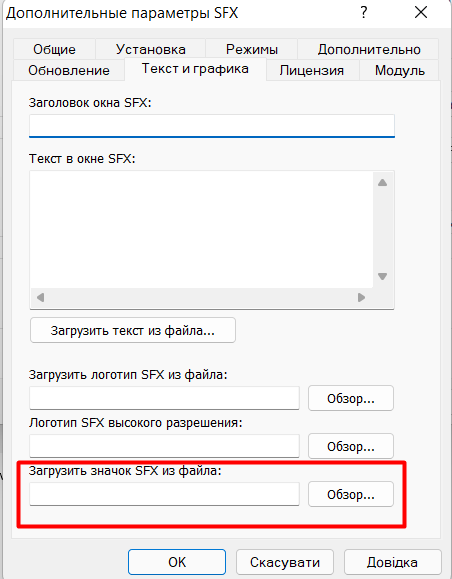 Дополнительные параметры SFX
?
Общие Установка Режимы Дополнительно
Обновление Текст и графика Лицензия Модуль
Заголовок окна SFX:
Текст в окне SFX:
Загрузить текст из файла...
Загрузить логотип SFX из файла:
Обзор...
Логотип SFX высокого разрешения:
Обзор...
Загрузить значок SFX из файла:
Обзор...
OK Скасувати Довідка